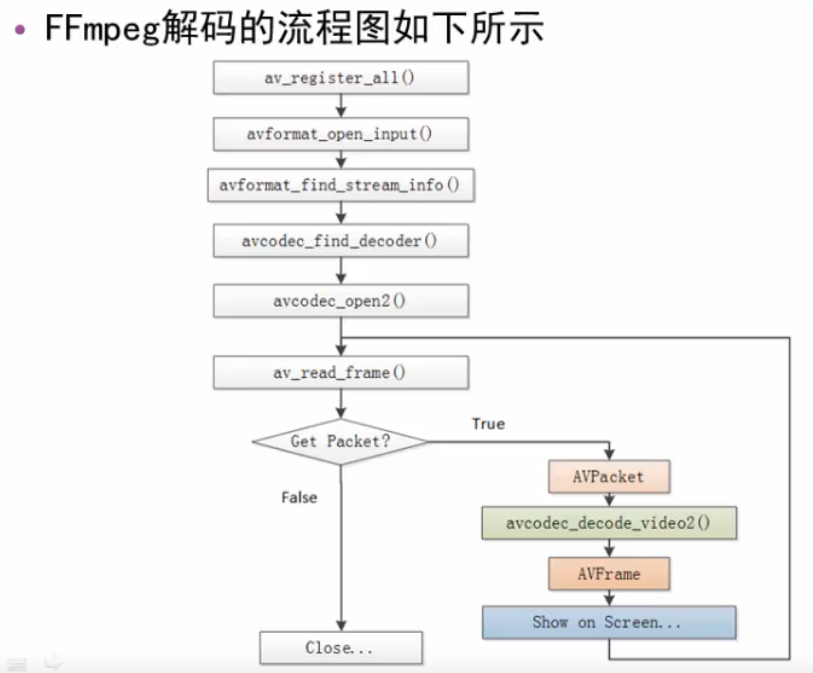 • FFmpeg解码的流程图如下所示
av_register_all()
avformat_open_input()
avformat_find_stream_info()
avcodec_find_decoder()
avcodec_open2()
av_read_frame()
Get Packet?
True
False
AVPacket
avcodec_decode_video2()
AVFrame
Show on Screen...
Close...